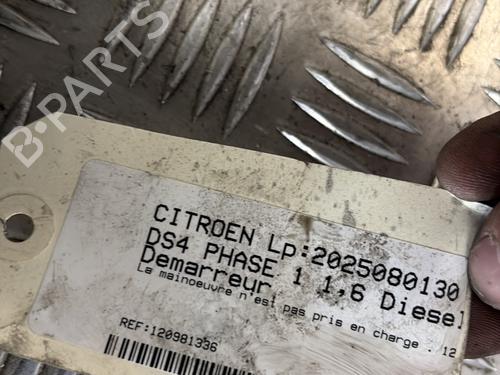 B-PARTS
CITROEN Lp:2025080130
DS4 PHASE 1 1,6 Diesel
Demarreur
La mainoeuvre n'est pas pris en charge . 12
REF:120981336